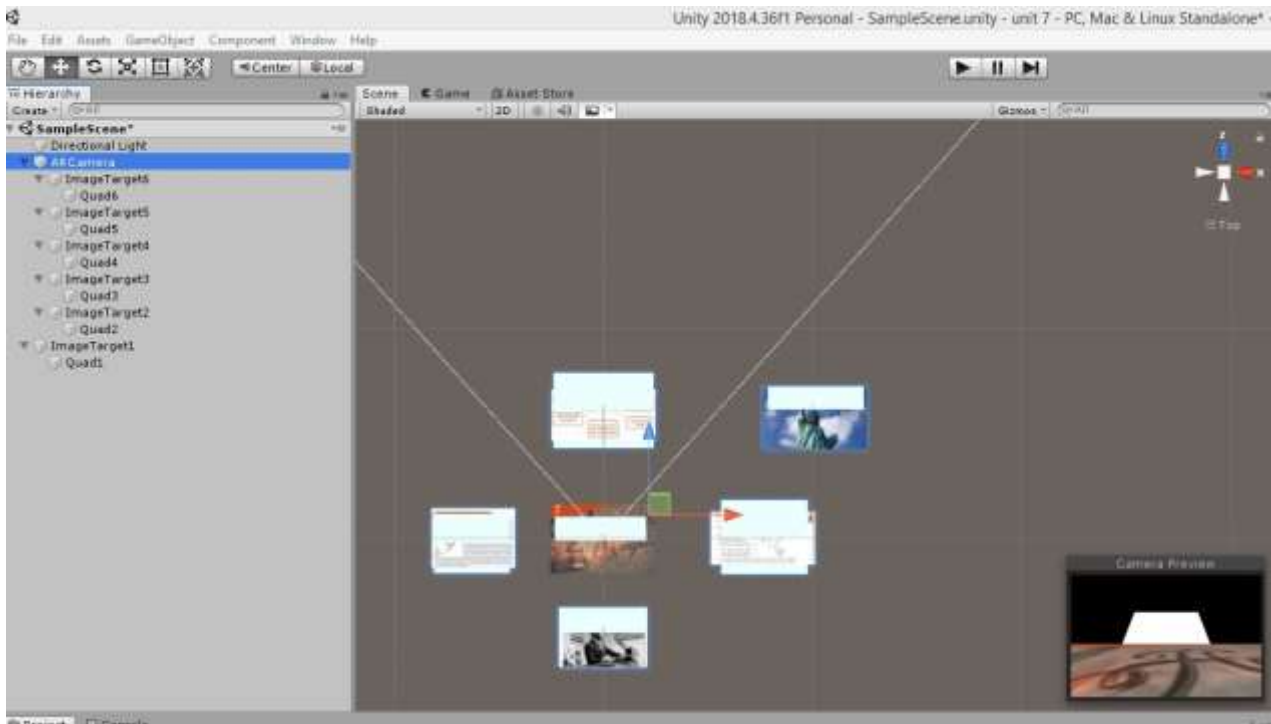 Unity 2018.4.36f1 Personal - SampleScene.unity - unit 7 - PC, Mac & Linux Standalone*
File Edit Assets GameObject Component Window Help
Center Local
Hierarchy
Scene Game Asset Store
Create
Shaded 2D Gizmos
SampleScene*
Directional Light
ARCamera
ImageTarget6
Quad6
ImageTarget5
Quad5
ImageTarget4
Quad4
ImageTarget3
Quad3
ImageTarget2
Quad2
ImageTarget1
Quad1
Top
Camera Preview
Project Console